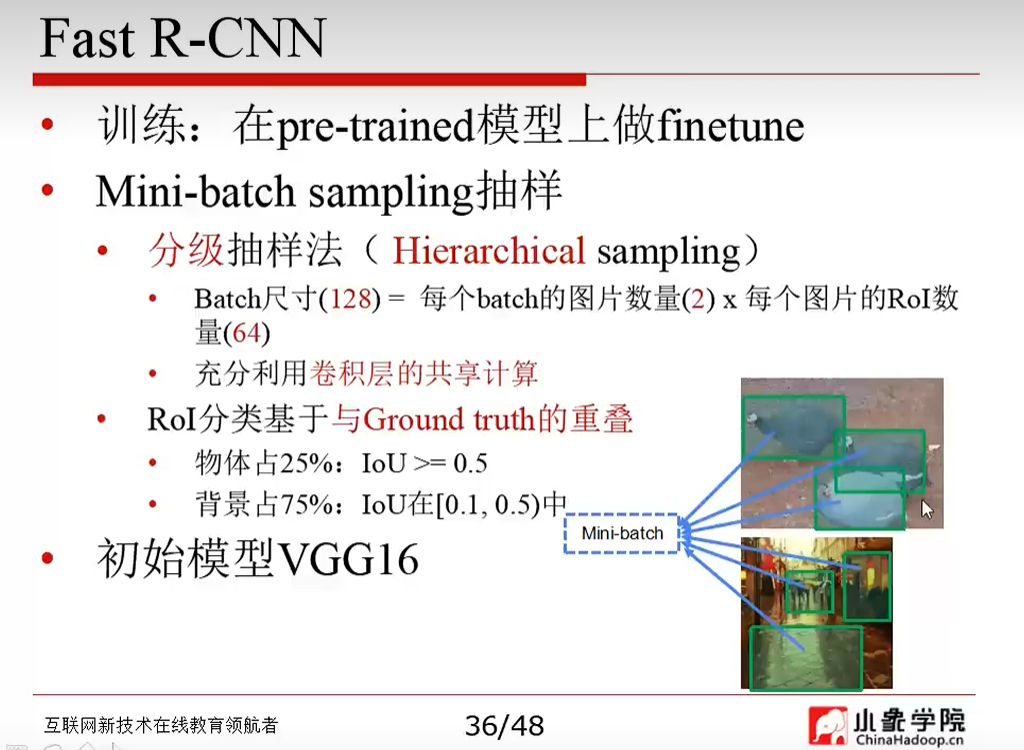 Fast R-CNN
• 训练：在pre-trained模型上做finetune
• Mini-batch sampling抽样
• 分级抽样法（ Hierarchical sampling）
• Batch尺寸(128) = 每个batch的图片数量(2) x 每个图片的RoI数
量(64)
• 充分利用卷积层的共享计算
• RoI分类基于与Ground truth的重叠
• 物体占25%：IoU >= 0.5
• 背景占75%：IoU在[0.1, 0.5)中
Mini-batch
• 初始模型VGG16
互联网新技术在线教育领航者
36/48
小象学院
ChinaHadoop.cn